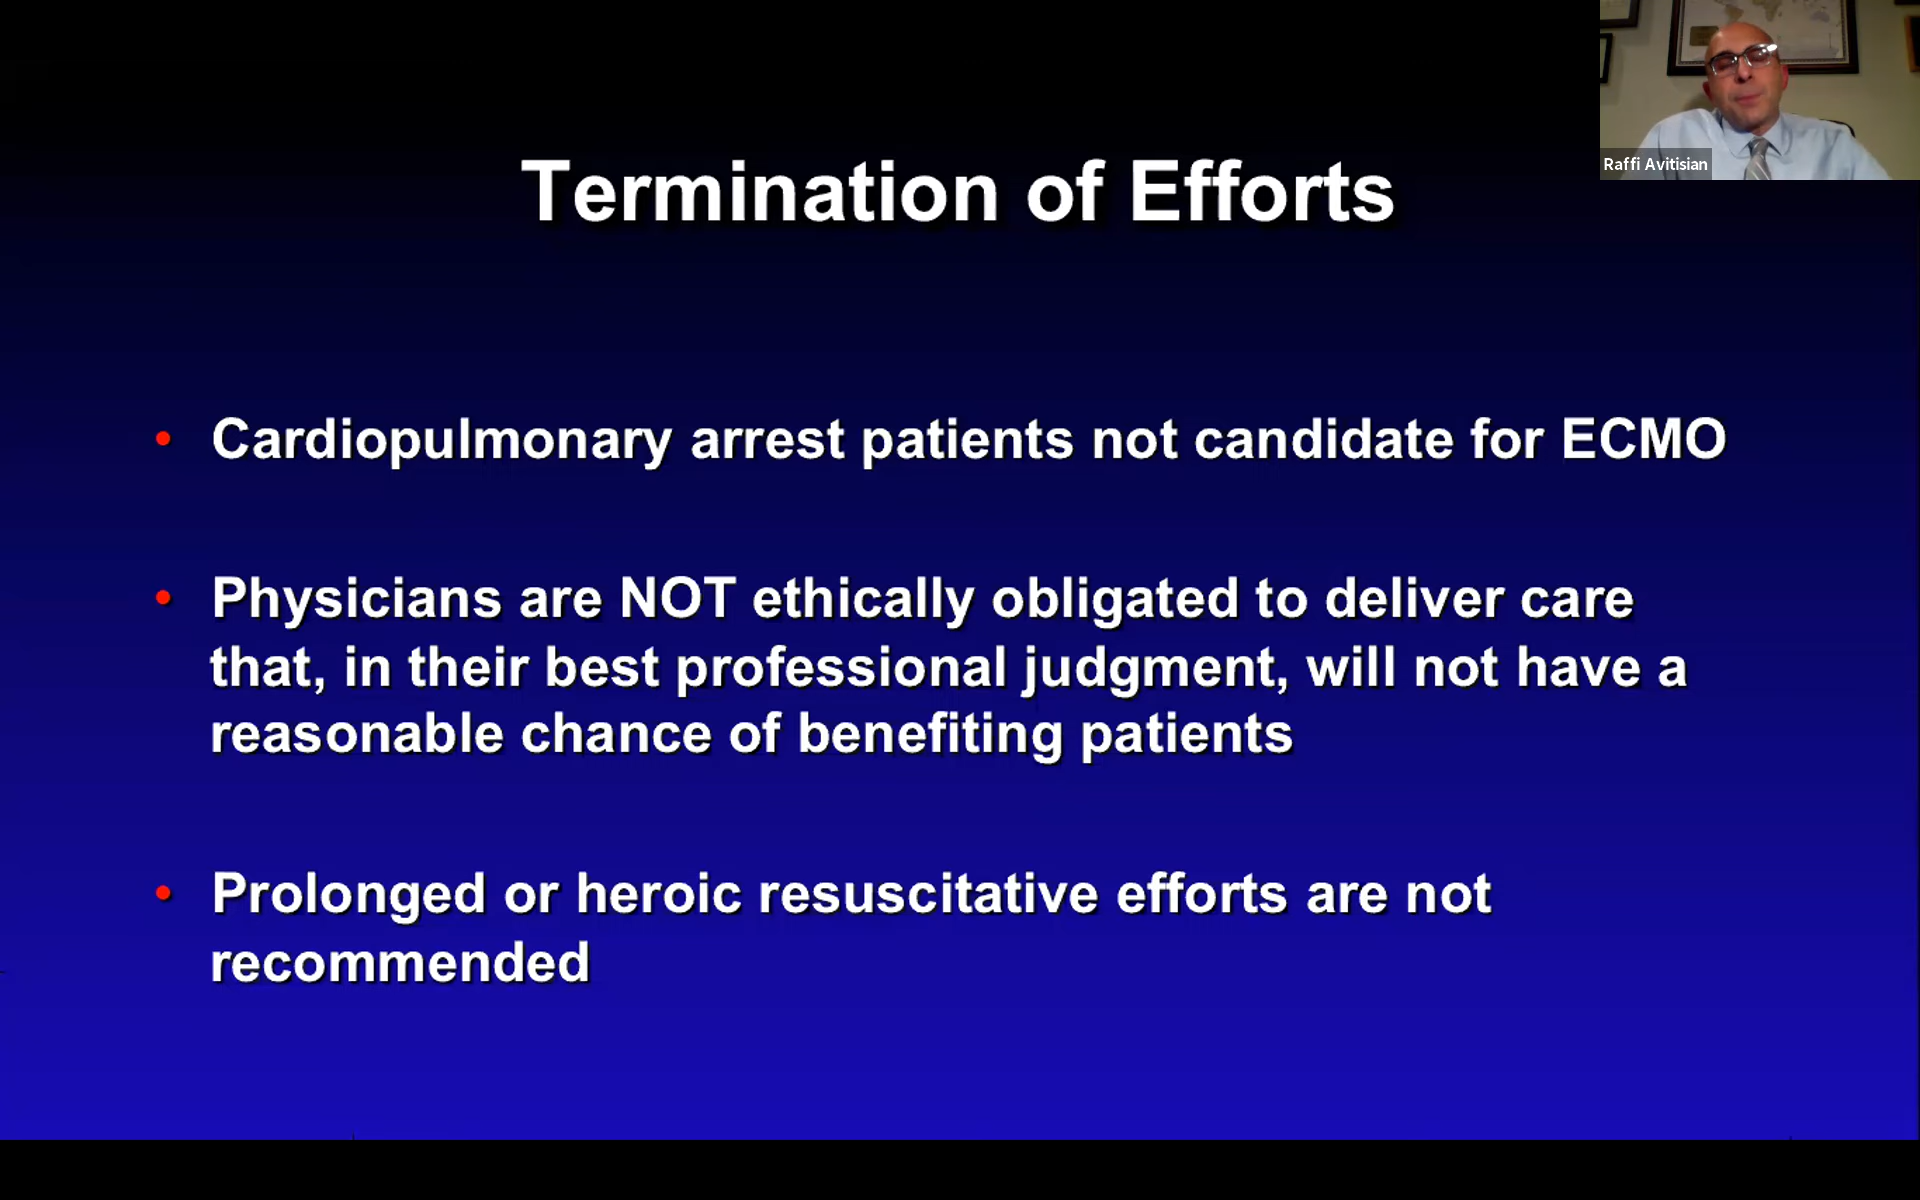 Raffi Avitisian
Termination of Efforts
• Cardiopulmonary arrest patients not candidate for ECMO
• Physicians are NOT ethically obligated to deliver care
that, in their best professional judgment, will not have a
reasonable chance of benefiting patients
• Prolonged or heroic resuscitative efforts are not
recommended